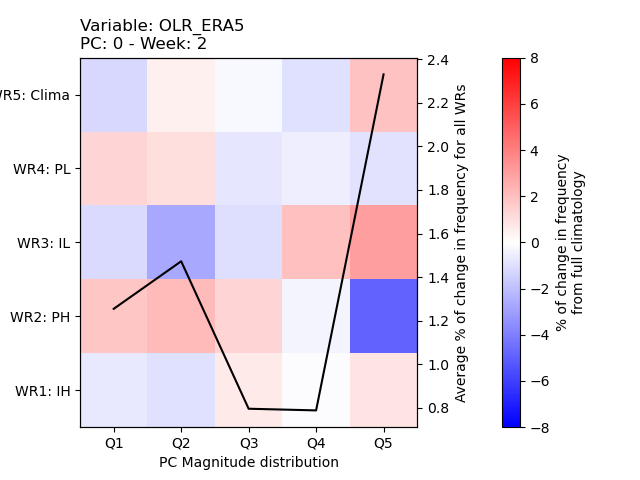 Variable: OLR_ERA5
PC: 0 - Week: 2
WR5: Clima
WR4: PL
WR3: IL
WR2: PH
WR1: IH
Q1 Q2 Q3 Q4 Q5
PC Magnitude distribution
2.4
2.2
2.0
1.8
1.6
1.4
1.2
1.0
0.8
Average % of change in frequency for all WRs
8
6
4
2
0
−2
−4
−6
−8
% of change in frequency
from full climatology